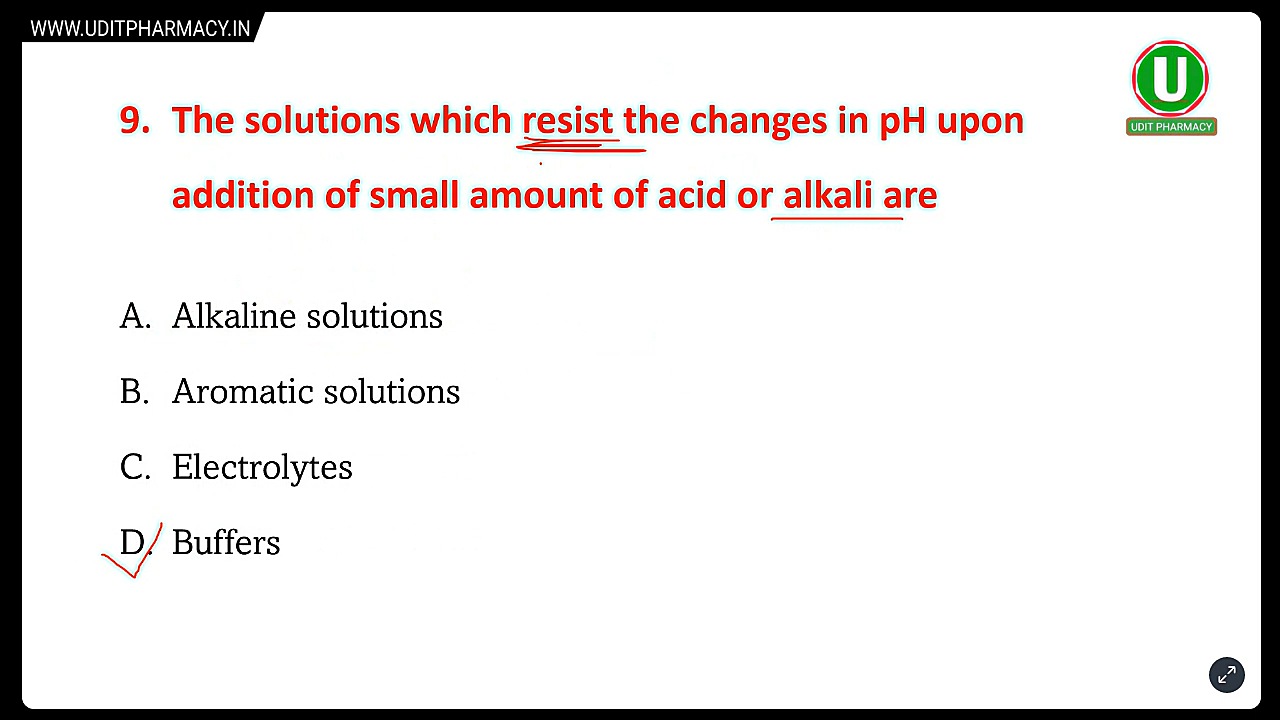 WWW.UDITPHARMACY.IN
U
UDIT PHARMACY
9. The solutions which resist the changes in pH upon
addition of small amount of acid or alkali are
A. Alkaline solutions
B. Aromatic solutions
C. Electrolytes
D. Buffers